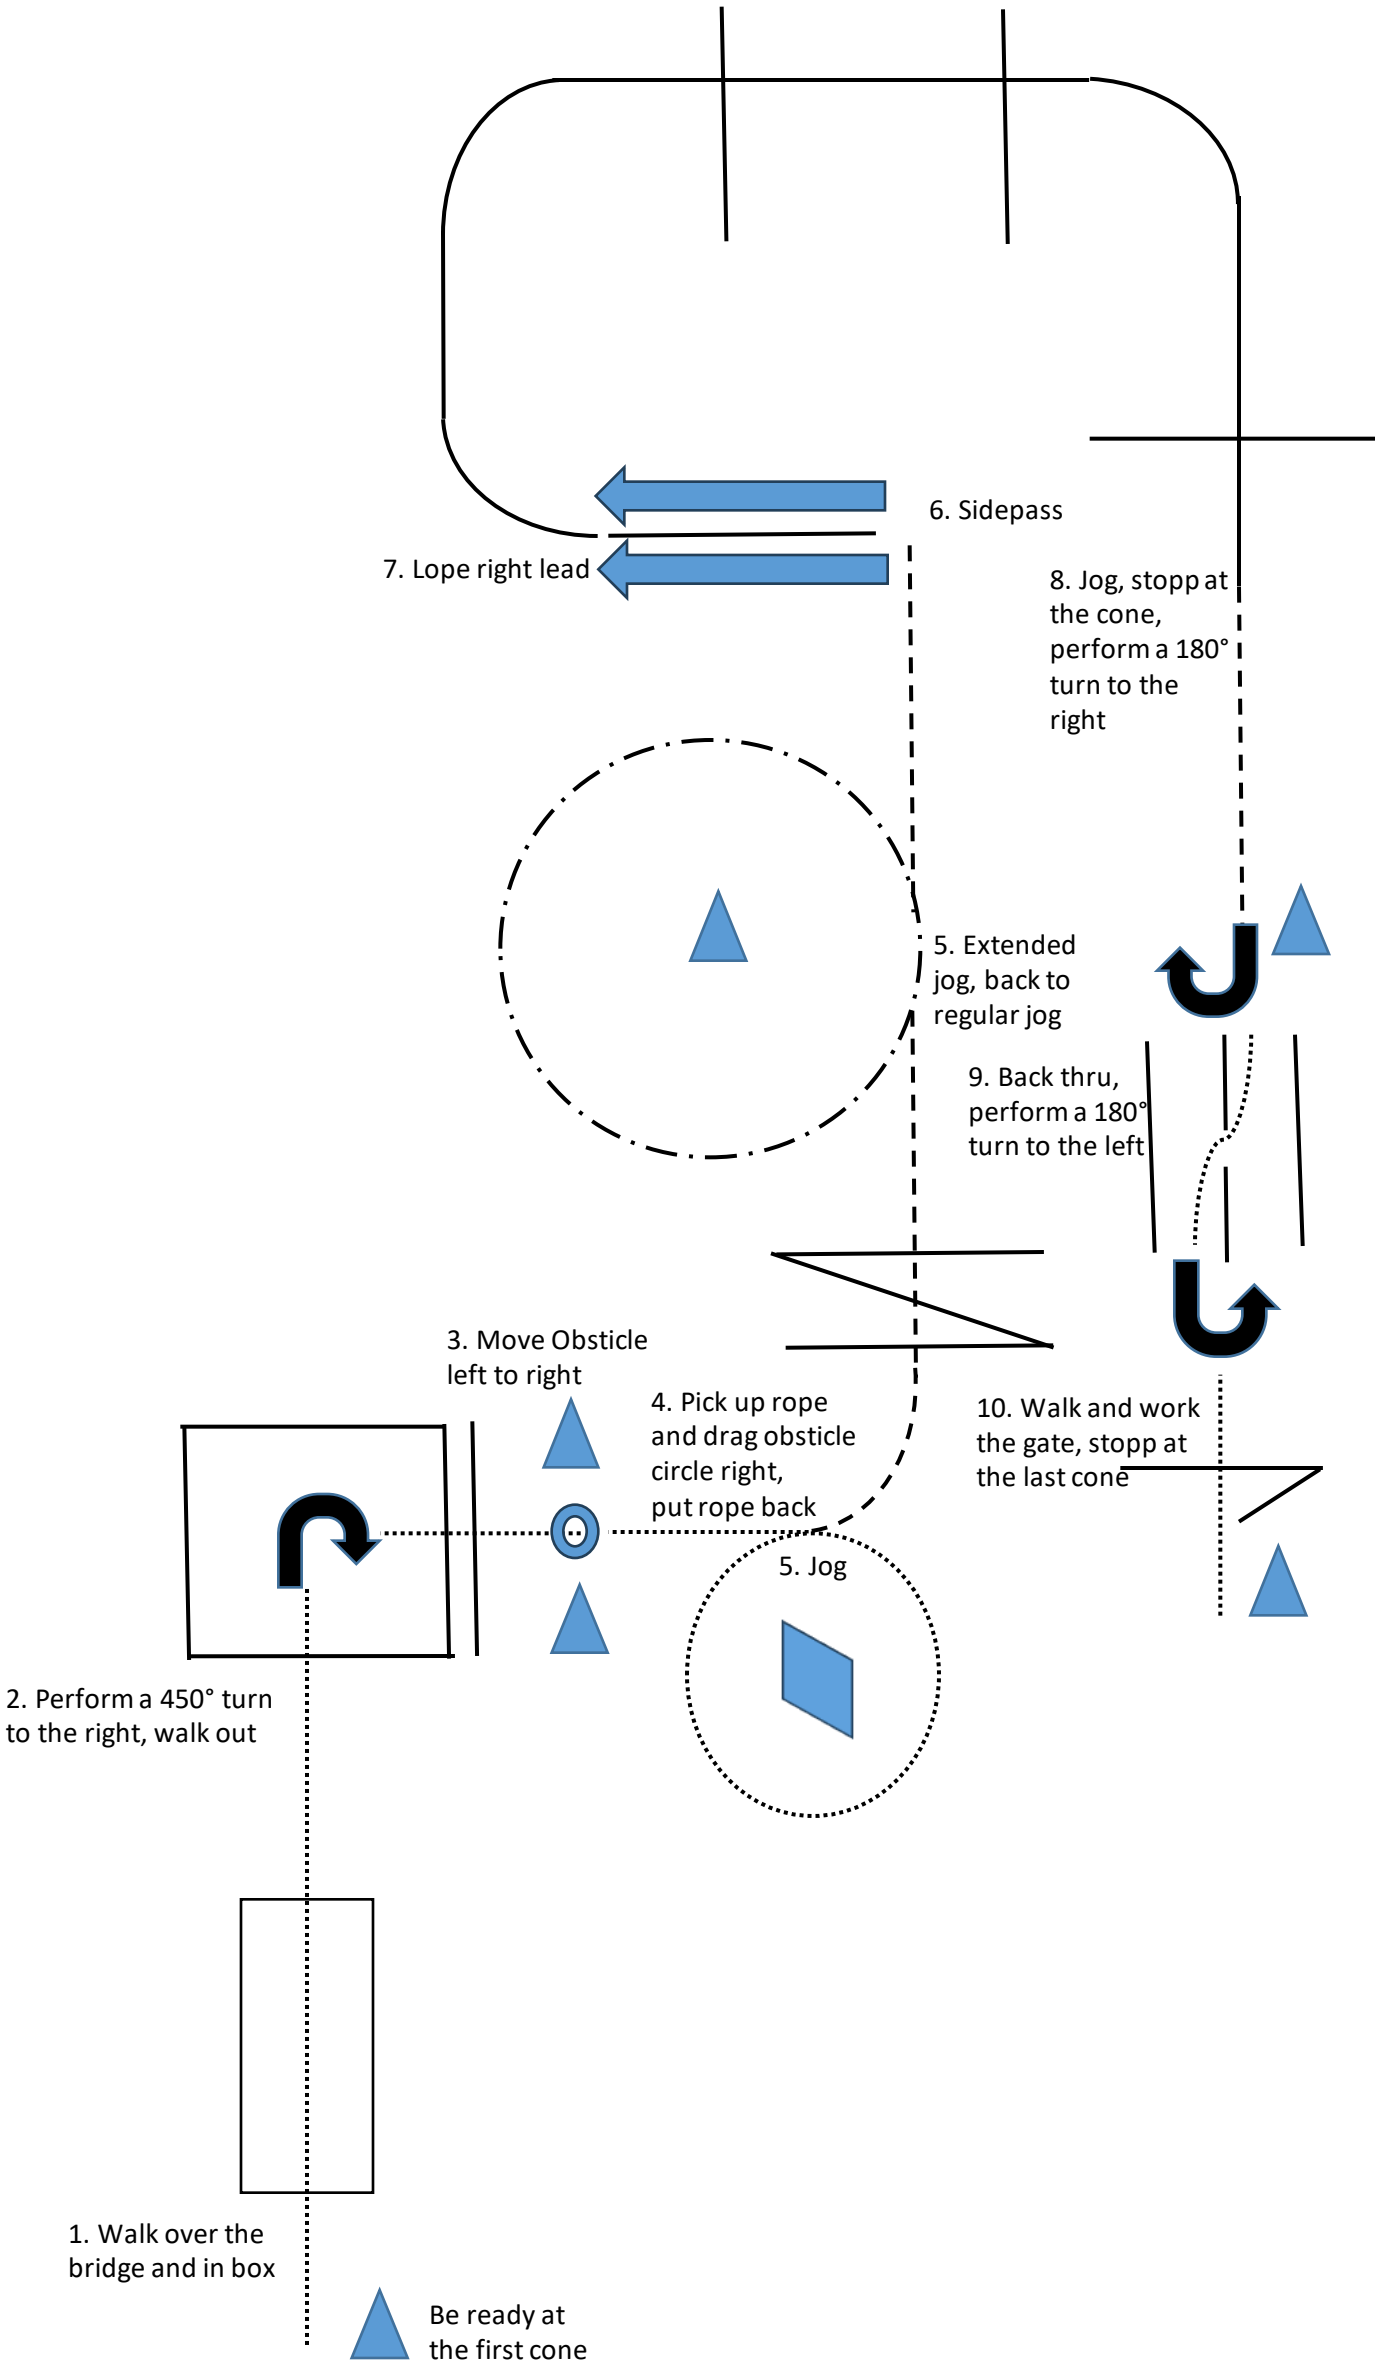 6. Sidepass
7. Lope right lead
8. Jog, stopp at
the cone,
perform a 180°
turn to the
right
5. Extended
jog, back to
regular jog
9. Back thru,
perform a 180°
turn to the left
3. Move Obsticle
left to right
4. Pick up rope
and drag obsticle
circle right,
put rope back
10. Walk and work
the gate, stopp at
the last cone
5. Jog
2. Perform a 450° turn
to the right, walk out
1. Walk over the
bridge and in box
Be ready at
the first cone